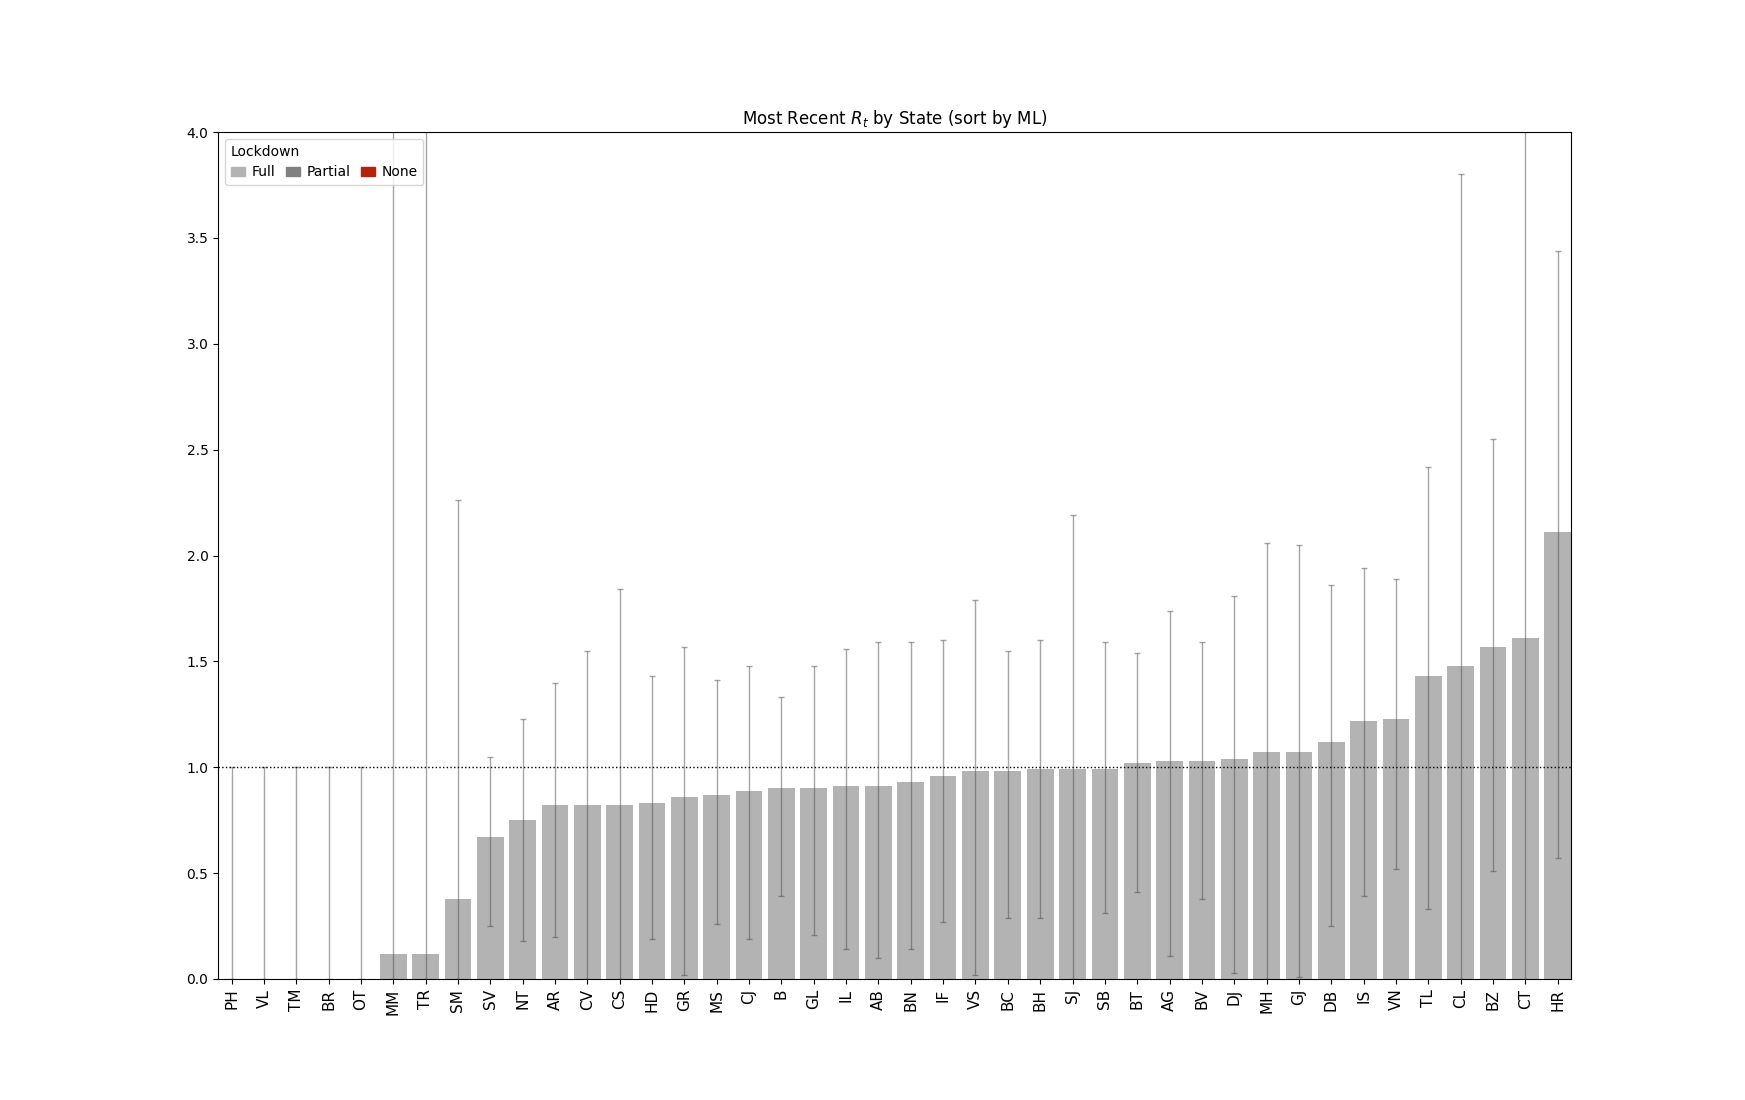 Most Recent Rt by State (sort by ML)
4.0
Lockdown
Full Partial None
3.5
3.0
2.5
2.0
1.5
1.0
0.5
0.0
PH VL TM BR OT MM TR SM SV NT AR CV CS HD GR MS CJ B GL IL AB BN IF VS BC BH SJ SB BT AG BV DJ MH GJ DB IS VN TL CL BZ CT HR